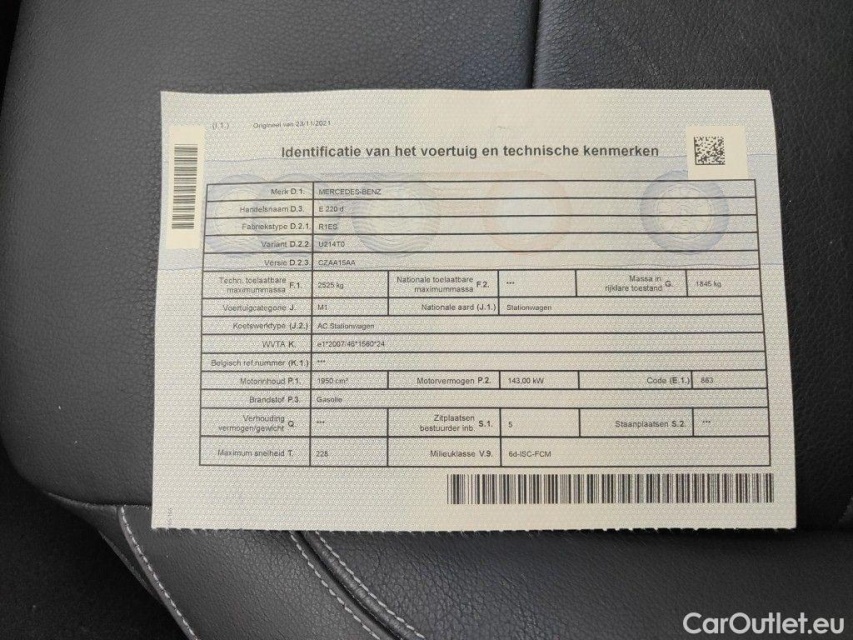 (I.1.) Origineel van 23/11/2021
Identificatie van het voertuig en technische kenmerken
Merk D.1. MERCEDES-BENZ
Handelsnaam D.3. E 220 d
Fabriekstype D.2.1. R1ES
Variant D.2.2. U214T0
Versie D.2.3. CZAA15AA
Techn. toelaatbare maximummassa F.1. 2525 kg Nationale toelaatbare maximummassa F.2. *** Massa in rijklare toestand G. 1845 kg
Voertuigcategorie J. M1 Nationale aard (J.1.) Stationwagen
Koetswerktype (J.2.) AC Stationwagen
WVTA K. e1*2007/46*1560*24
Belgisch ref.nummer (K.1.) ***
Motorinhoud P.1. 1950 cm³ Motorvermogen P.2. 143,00 kW Code (E.1.) 863
Brandstof P.3. Gasolie
Verhouding vermogen/gewicht Q. *** Zitplaatsen bestuurder inb. S.1. 5 Staanplaatsen S.2. ***
Maximum snelheid T. 228 Milieuklasse V.9. 6d-ISC-FCM
CarOutlet.eu